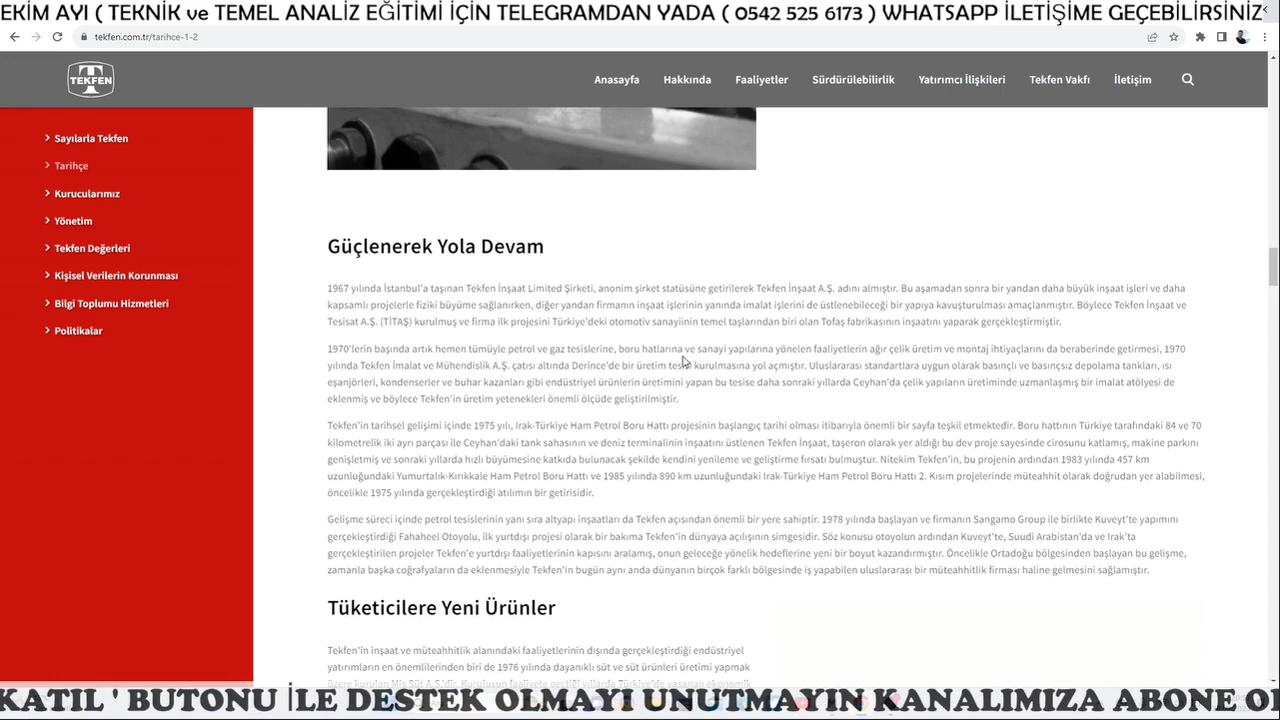 EKİM AYI ( TEKNİK ve TEMEL ANALİZ EĞİTİMİ İÇİN TELEGRAMDAN YADA ( 0542 525 6173 ) WHATSAPP İLETİŞİME GEÇEBİLİRSİNİZ
tekfen.com.tr/tarihce-1-2
TEKFEN
Anasayfa Hakkında Faaliyetler Sürdürülebilirlik Yatırımcı İlişkileri Tekfen Vakfı İletişim
Sayılarla Tekfen
Tarihçe
Kurucularımız
Yönetim
Tekfen Değerleri
Kişisel Verilerin Korunması
Bilgi Toplumu Hizmetleri
Politikalar
Güçlenerek Yola Devam
1967 yılında İstanbul'a taşınan Tekfen İnşaat Limited Şirketi, anonim şirket statüsüne getirilerek Tekfen İnşaat A.Ş. adını almıştır. Bu aşamadan sonra bir yandan daha büyük inşaat işleri ve daha
kapsamlı projelerle fiziki büyüme sağlanırken, diğer yandan firmanın inşaat işlerinin yanında imalat işlerini de üstlenebileceği bir yapıya kavuşturulması amaçlanmıştır. Böylece Tekfen İnşaat ve
Tesisat A.Ş. (TİTAŞ) kurulmuş ve firma ilk projesini Türkiye'deki otomotiv sanayiinin temel taşlarından biri olan Tofaş fabrikasının inşaatını yaparak gerçekleştirmiştir.
1970'lerin başında artık hemen tümüyle petrol ve gaz tesislerine, boru hatlarına ve sanayi yapılarına yönelen faaliyetlerin ağır çelik üretim ve montaj ihtiyaçlarını da beraberinde getirmesi, 1970
yılında Tekfen İmalat ve Mühendislik A.Ş. çatısı altında Derince'de bir üretim tesisi kurulmasına yol açmıştır. Uluslararası standartlara uygun olarak basınçlı ve basınçsız depolama tankları, ısı
eşanjörleri, kondenserler ve buhar kazanları gibi endüstriyel ürünlerin üretimini yapan bu tesise daha sonraki yıllarda Ceyhan'da çelik yapıların üretiminde uzmanlaşmış bir imalat atölyesi de
eklenmiş ve böylece Tekfen'in üretim yetenekleri önemli ölçüde geliştirilmiştir.
Tekfen'in tarihsel gelişimi içinde 1975 yılı, Irak-Türkiye Ham Petrol Boru Hattı projesinin başlangıç tarihi olması itibarıyla önemli bir sayfa teşkil etmektedir. Boru hattının Türkiye tarafındaki 84 ve 70
kilometrelik iki ayrı parçası ile Ceyhan'daki tank sahasının ve deniz terminalinin inşaatını üstlenen Tekfen İnşaat, taşeron olarak yer aldığı bu dev proje sayesinde cirosunu katlamış, makine parkını
genişletmiş ve sonraki yıllarda hızlı büyümesine katkıda bulunacak şekilde kendini yenileme ve geliştirme fırsatı bulmuştur. Nitekim Tekfen'in, bu projenin ardından 1983 yılında 457 km
uzunluğundaki Yumurtalık-Kırıkkale Ham Petrol Boru Hattı ve 1985 yılında 890 km uzunluğundaki Irak-Türkiye Ham Petrol Boru Hattı 2. Kısım projelerinde müteahhit olarak doğrudan yer alabilmesi,
öncelikle 1975 yılında gerçekleştirdiği atılımın bir getirisidir.
Gelişme süreci içinde petrol tesislerinin yanı sıra altyapı inşaatları da Tekfen açısından önemli bir yere sahiptir. 1978 yılında başlayan ve firmanın Sangamo Group ile birlikte Kuveyt'te yapımını
gerçekleştirdiği Fahaheel Otoyolu, ilk yurtdışı projesi olarak bir bakıma Tekfen'in dünyaya açılışının simgesidir. Söz konusu otoyolun ardından Kuveyt'te, Suudi Arabistan'da ve Irak'ta
gerçekleştirilen projeler Tekfen'e yurtdışı faaliyetlerinin kapısını aralamış, onun geleceğe yönelik hedeflerine yeni bir boyut kazandırmıştır. Öncelikle Ortadoğu bölgesinden başlayan bu gelişme,
zamanla başka coğrafyaların da eklenmesiyle Tekfen'in bugün aynı anda dünyanın birçok farklı bölgesinde iş yapabilen uluslararası bir müteahhitlik firması haline gelmesini sağlamıştır.
Tüketicilere Yeni Ürünler
Tekfen'in inşaat ve müteahhitlik alanındaki faaliyetlerinin dışında gerçekleştirdiği endüstriyel
yatırımların en önemlilerinden biri de 1976 yılında dayanıklı süt ve süt ürünleri üretimi yapmak
üzere kurulan Mis Süt A.Ş.'dir. Kuruluşun faaliyete geçtiği yıllarda Türkiye'de yaşanan ekonomik
KATIL ' BUTONU İLE DESTEK OLMAYI UNUTMAYIN KANALIMIZA ABONE